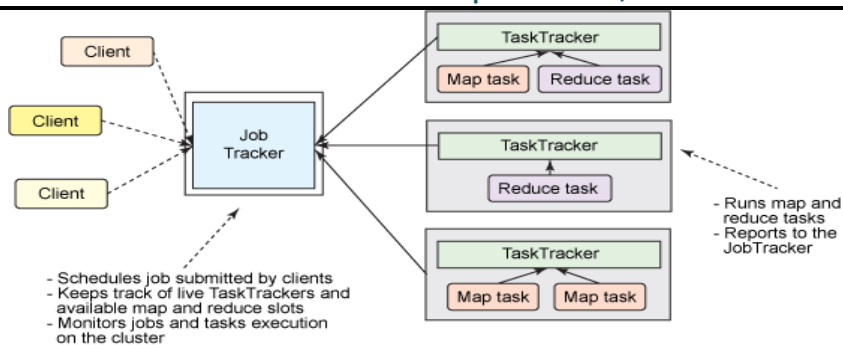 Client
Client
Client
Job
Tracker
TaskTracker
Map task
Reduce task
TaskTracker
Reduce task
TaskTracker
Map task
Map task
- Schedules job submitted by clients
- Keeps track of live TaskTrackers and
available map and reduce slots
- Monitors jobs and tasks execution
on the cluster
- Runs map and
reduce tasks
- Reports to the
JobTracker